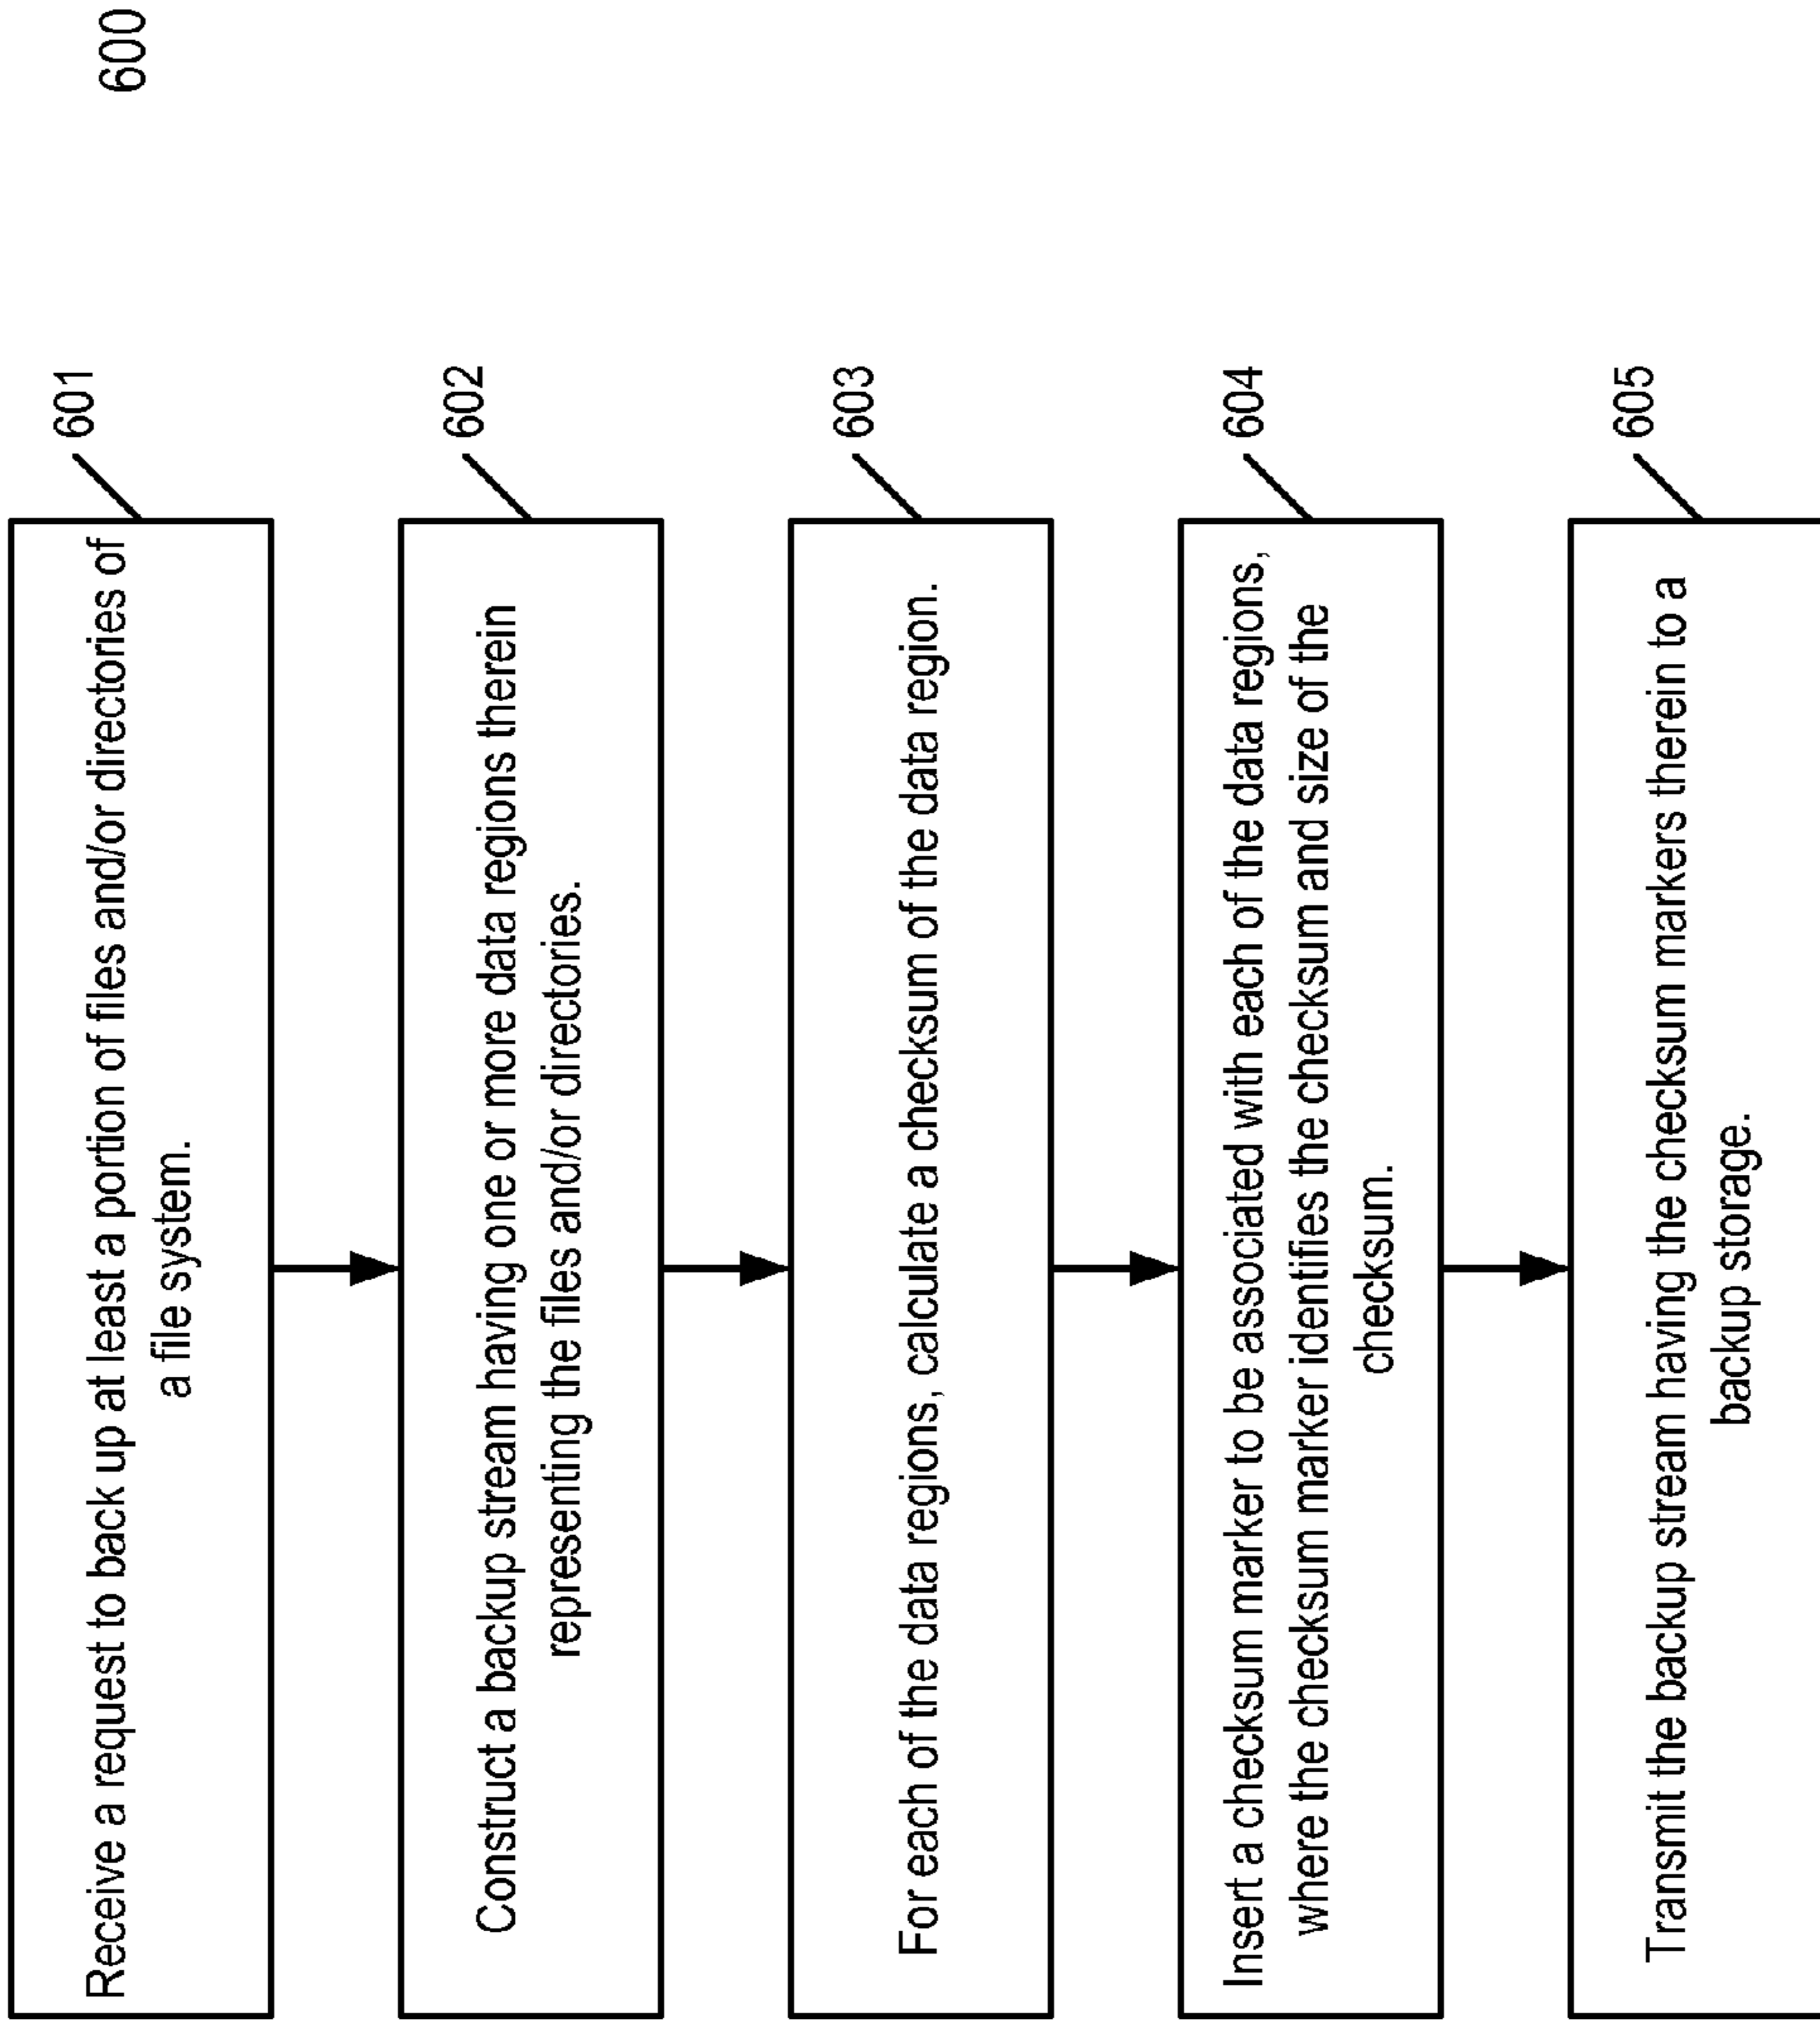 600
601
Receive a request to back up at least a portion of files and/or directories of
a file system.
602
Construct a backup stream having one or more data regions therein
representing the files and/or directories.
603
For each of the data regions, calculate a checksum of the data region.
604
Insert a checksum marker to be associated with each of the data regions,
where the checksum marker identifies the checksum and size of the
checksum.
605
Transmit the backup stream having the checksum markers therein to a
backup storage.